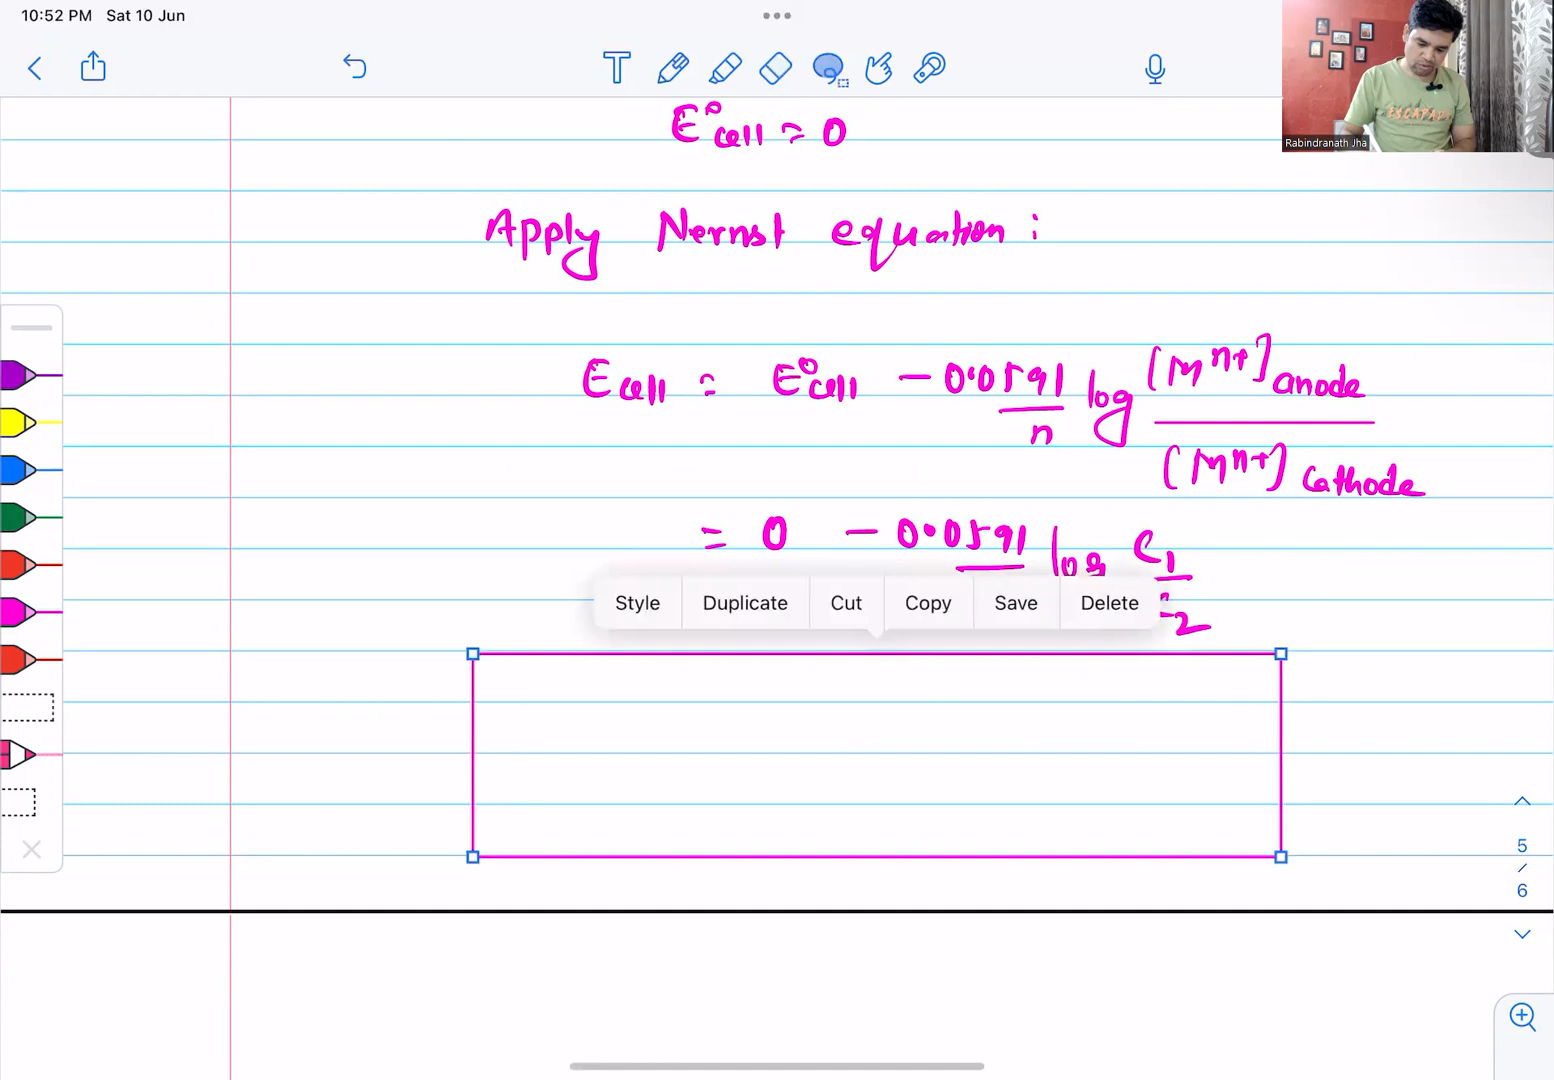 10:52 PM Sat 10 Jun
Rabindranath Jha
E°cell = 0
Apply Nernst equation :
Ecell = E°cell - 0.0591/n log [Mⁿ⁺]anode / [Mⁿ⁺]cathode
= 0 - 0.0591 log C₁
2
Style Duplicate Cut Copy Save Delete
5
/
6